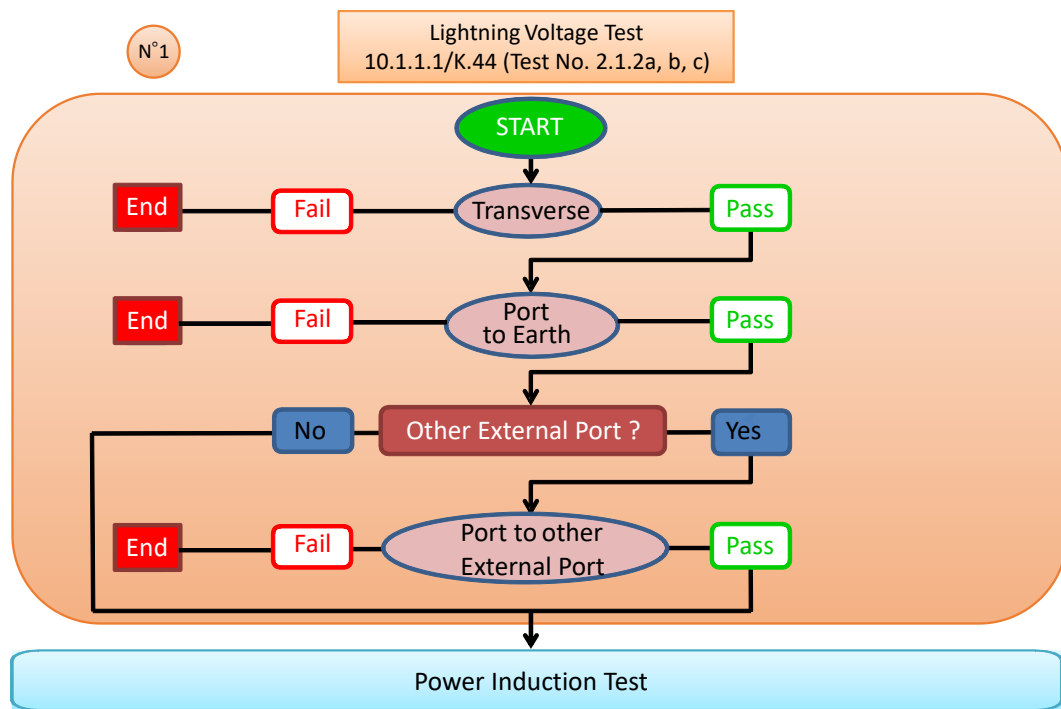 N°1
Lightning Voltage Test
10.1.1.1/K.44 (Test No. 2.1.2a, b, c)
START
End
Fail
Transverse
Pass
End
Fail
Port
to Earth
Pass
No
Other External Port ?
Yes
End
Fail
Port to other
External Port
Pass
Power Induction Test